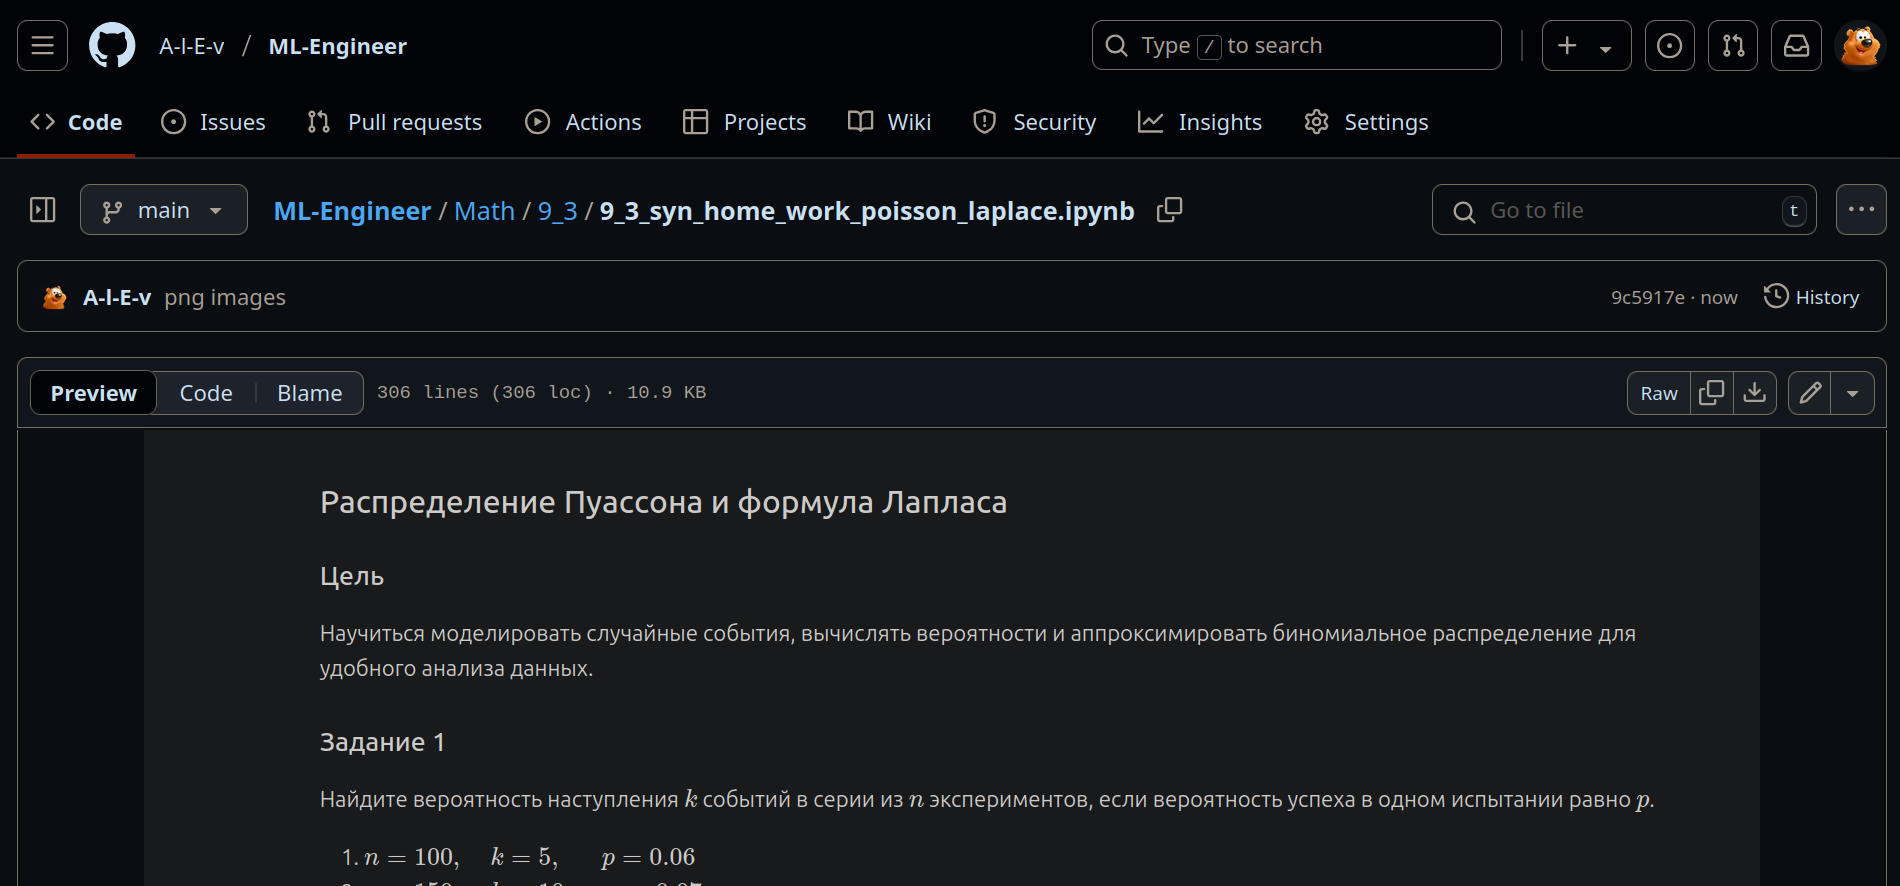 A-l-E-v / ML-Engineer Type / to search
Code Issues Pull requests Actions Projects Wiki Security Insights Settings
main ML-Engineer / Math / 9_3 / 9_3_syn_home_work_poisson_laplace.ipynb Go to file t
A-l-E-v png images 9c5917e · now History
Preview Code Blame 306 lines (306 loc) · 10.9 KB Raw
Распределение Пуассона и формула Лапласа
Цель
Научиться моделировать случайные события, вычислять вероятности и аппроксимировать биномиальное распределение для
удобного анализа данных.
Задание 1
Найдите вероятность наступления k событий в серии из n экспериментов, если вероятность успеха в одном испытании равно p.
1. n = 100, k = 5, p = 0.06